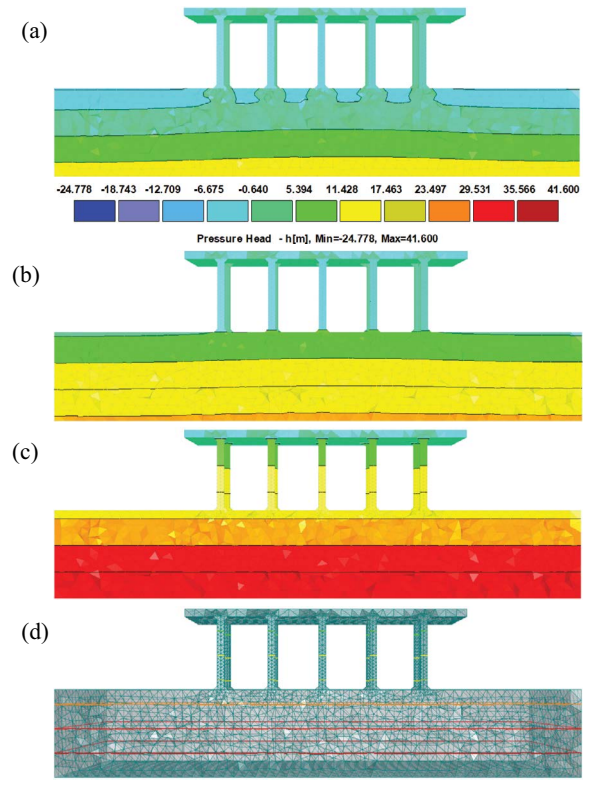 (a)
-24.778 -18.743 -12.709 -6.675 -0.640 5.394 11.428 17.463 23.497 29.531 35.566 41.600
Pressure Head - h[m], Min=-24.778, Max=41.600
(b)
(c)
(d)